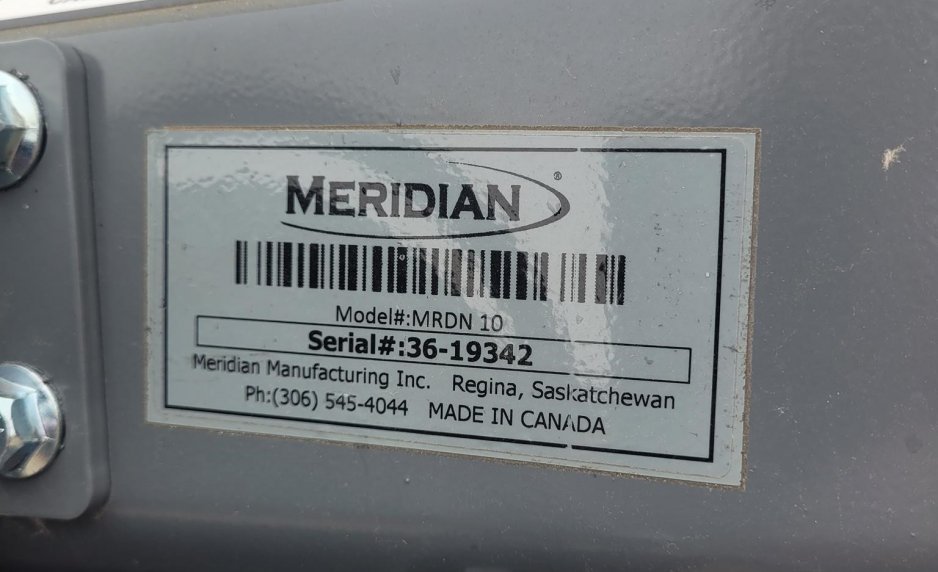 MERIDIAN®
Model#:MRDN 10
Serial#:36-19342
Meridian Manufacturing Inc. Regina, Saskatchewan
Ph:(306) 545-4044 MADE IN CANADA